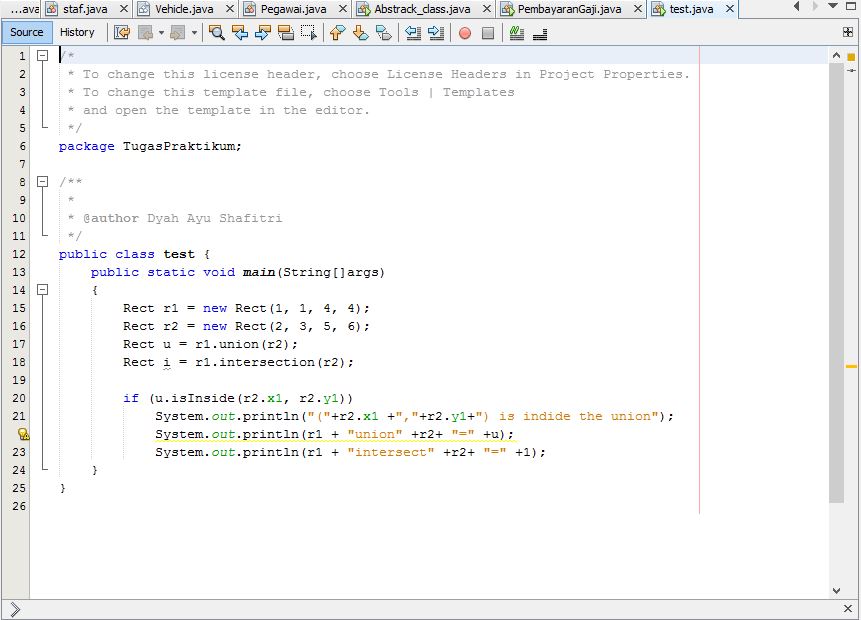 ...ava staf.java Vehicle.java Pegawai.java Abstrack_class.java PembayaranGaji.java test.java
Source History
1 /*
2 * To change this license header, choose License Headers in Project Properties.
3 * To change this template file, choose Tools | Templates
4 * and open the template in the editor.
5 */
6 package TugasPraktikum;
7
8 /**
9 *
10 * @author Dyah Ayu Shafitri
11 */
12 public class test {
13 public static void main(String[]args)
14 {
15 Rect r1 = new Rect(1, 1, 4, 4);
16 Rect r2 = new Rect(2, 3, 5, 6);
17 Rect u = r1.union(r2);
18 Rect i = r1.intersection(r2);
19
20 if (u.isInside(r2.x1, r2.y1))
21 System.out.println("("+r2.x1 +","+r2.y1+") is indide the union");
System.out.println(r1 + "union" +r2+ "=" +u);
23 System.out.println(r1 + "intersect" +r2+ "=" +1);
24 }
25 }
26